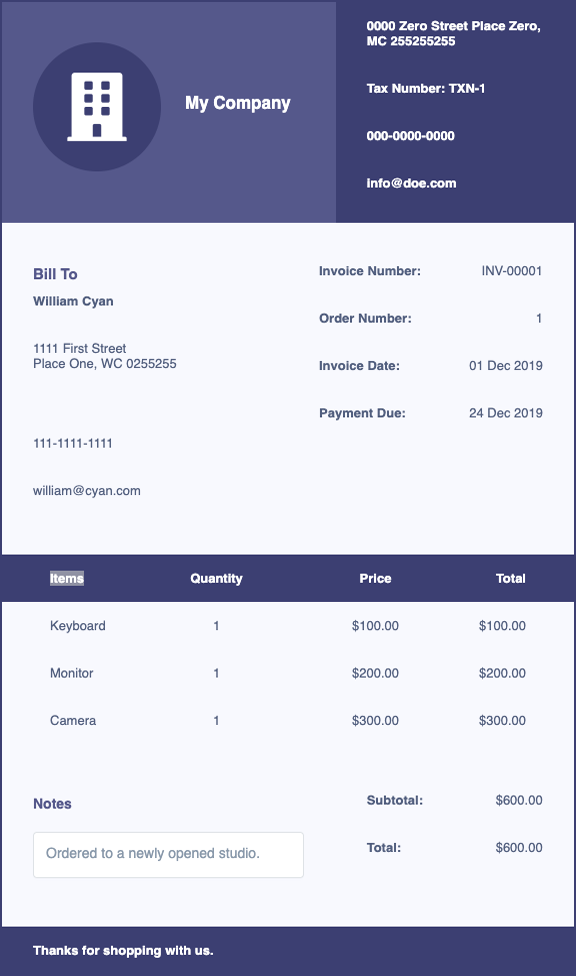 0000 Zero Street Place Zero,
MC 255255255
My Company
Tax Number: TXN-1
000-0000-0000
info@doe.com
Bill To
William Cyan
1111 First Street
Place One, WC 0255255
111-1111-1111
william@cyan.com
Invoice Number: INV-00001
Order Number: 1
Invoice Date: 01 Dec 2019
Payment Due: 24 Dec 2019
Items Quantity Price Total
Keyboard 1 $100.00 $100.00
Monitor 1 $200.00 $200.00
Camera 1 $300.00 $300.00
Notes
Ordered to a newly opened studio.
Subtotal: $600.00
Total: $600.00
Thanks for shopping with us.